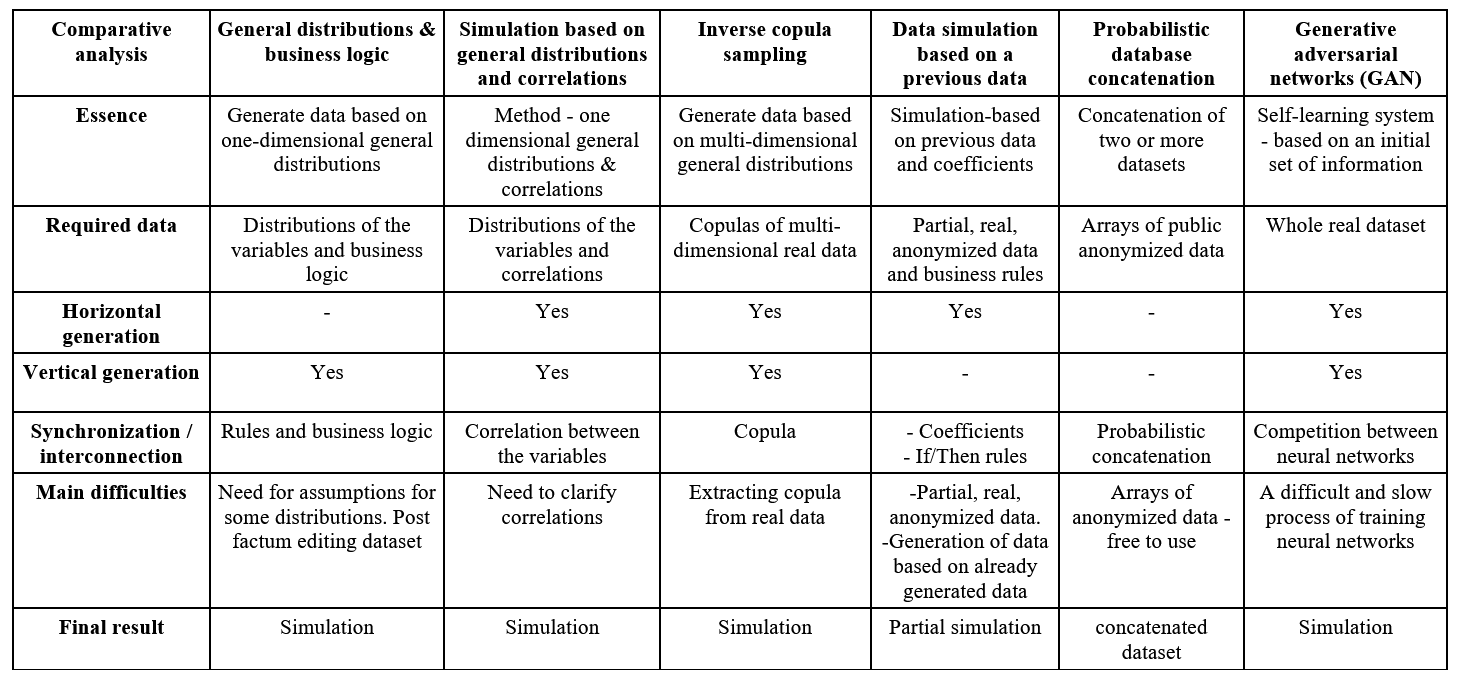 Comparative
analysis
General distributions &
business logic
Simulation based on
general distributions
and correlations
Inverse copula
sampling
Data simulation
based on a
previous data
Probabilistic
database
concatenation
Generative
adversarial
networks (GAN)
Essence
Generate data based on
one-dimensional general
distributions
Method - one
dimensional general
distributions &
correlations
Generate data based
on multi-dimensional
general distributions
Simulation-based
on previous data
and coefficients
Concatenation of
two or more
datasets
Self-learning system
- based on an initial
set of information
Required data
Distributions of the
variables and business
logic
Distributions of the
variables and
correlations
Copulas of multi-
dimensional real data
Partial, real,
anonymized data
and business rules
Arrays of public
anonymized data
Whole real dataset
Horizontal
generation
-
Yes
Yes
Yes
-
Yes
Vertical generation
Yes
Yes
Yes
-
-
Yes
Synchronization /
interconnection
Rules and business logic
Correlation between
the variables
Copula
- Coefficients
- If/Then rules
Probabilistic
concatenation
Competition between
neural networks
Main difficulties
Need for assumptions for
some distributions. Post
factum editing dataset
Need to clarify
correlations
Extracting copula
from real data
-Partial, real,
anonymized data.
-Generation of data
based on already
generated data
Arrays of
anonymized data -
free to use
A difficult and slow
process of training
neural networks
Final result
Simulation
Simulation
Simulation
Partial simulation
concatenated
dataset
Simulation